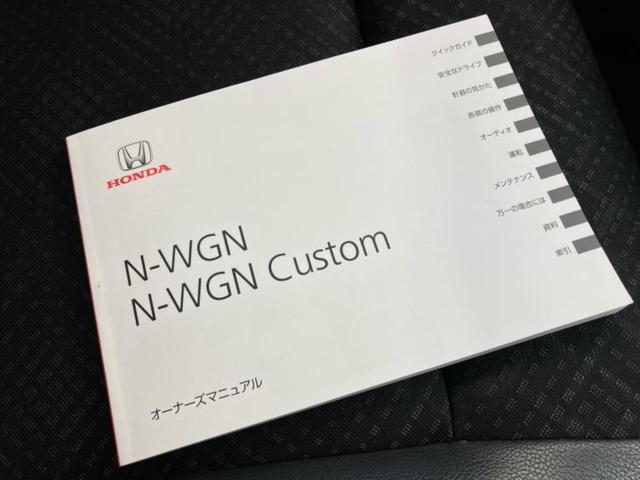 HONDA
N-WGN
N-WGN Custom
オーナーズマニュアル
クイックガイド
安全なドライブ
計器の見かた
各部の操作
オーディオ
運転
メンテナンス
万一の場合には
資料
索引